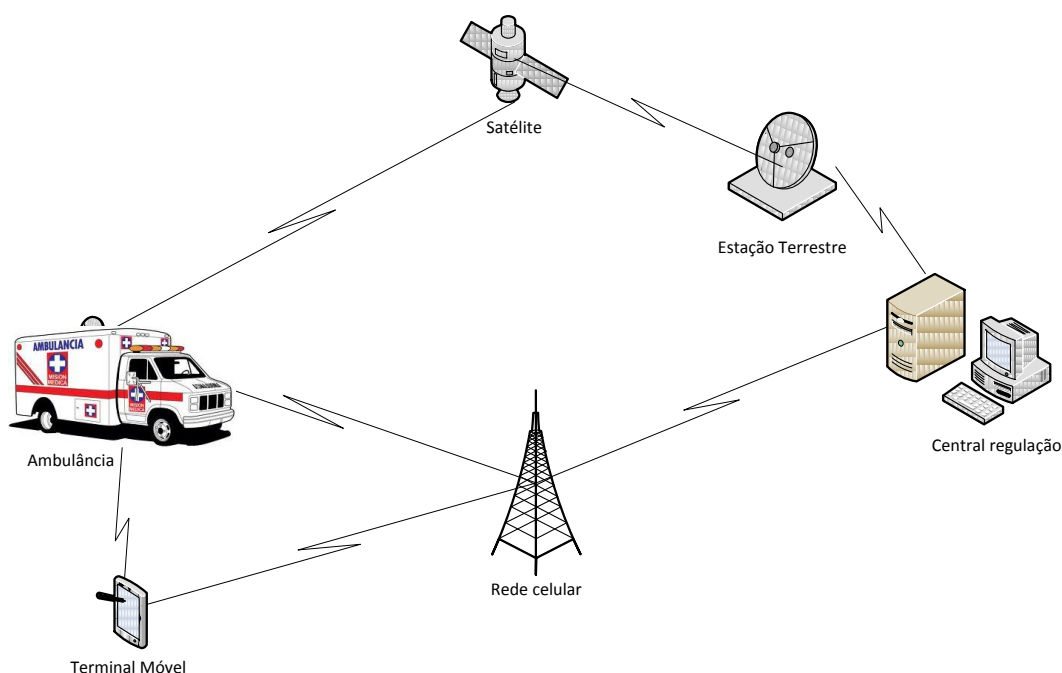 Satélite
Estação Terrestre
AMBULANCIA
MISION
MEDICA
Ambulância
Central regulação
Rede celular
Terminal Móvel